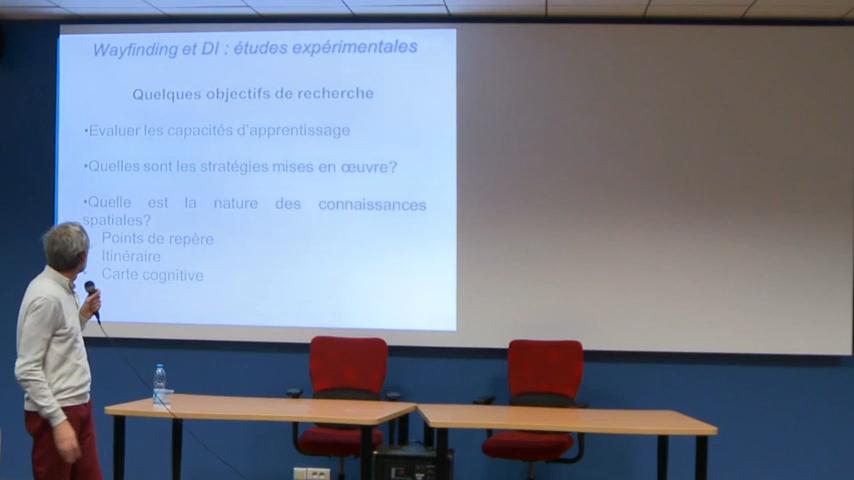 Wayfinding et DI : études expérimentales
Quelques objectifs de recherche
•Evaluer les capacités d'apprentissage
•Quelles sont les stratégies mises en œuvre?
•Quelle est la nature des connaissances
spatiales?
Points de repère
Itinéraire
Carte cognitive